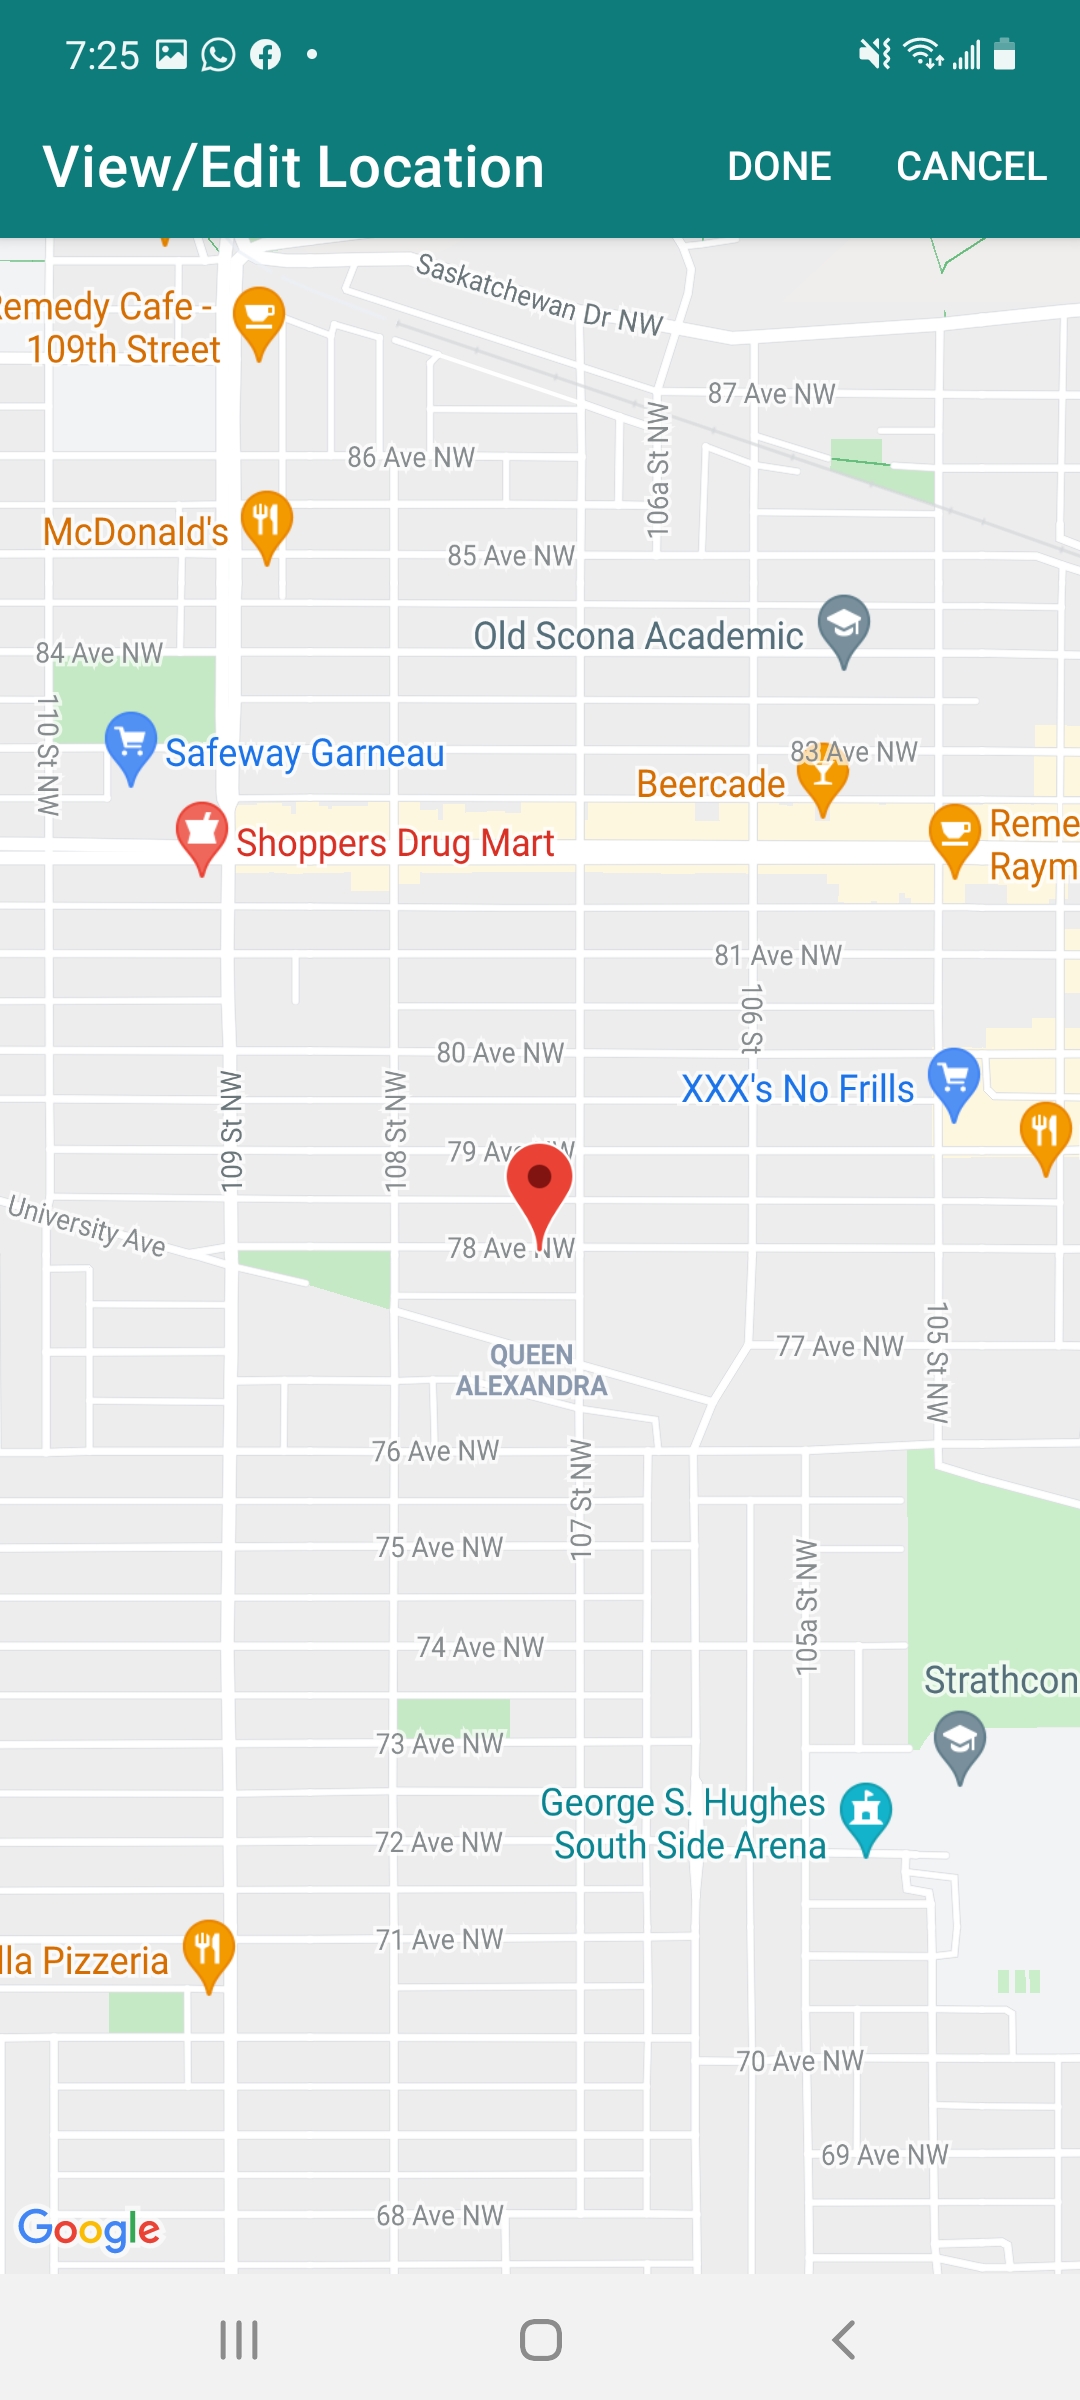 7:25
View/Edit Location
DONE
CANCEL
Saskatchewan Dr NW
Remedy Cafe -
109th Street
87 Ave NW
106a St NW
86 Ave NW
McDonald's
85 Ave NW
Old Scona Academic
84 Ave NW
110 St NW
Safeway Garneau
83 Ave NW
Beercade
Shoppers Drug Mart
Reme
Raym
81 Ave NW
106 St
80 Ave NW
XXX's No Frills
109 St NW
108 St NW
79 Ave NW
University Ave
78 Ave NW
105 St NW
77 Ave NW
QUEEN
ALEXANDRA
76 Ave NW
107 St NW
75 Ave NW
105a St NW
74 Ave NW
Strathcon
73 Ave NW
George S. Hughes
South Side Arena
72 Ave NW
71 Ave NW
lla Pizzeria
70 Ave NW
69 Ave NW
68 Ave NW
Google